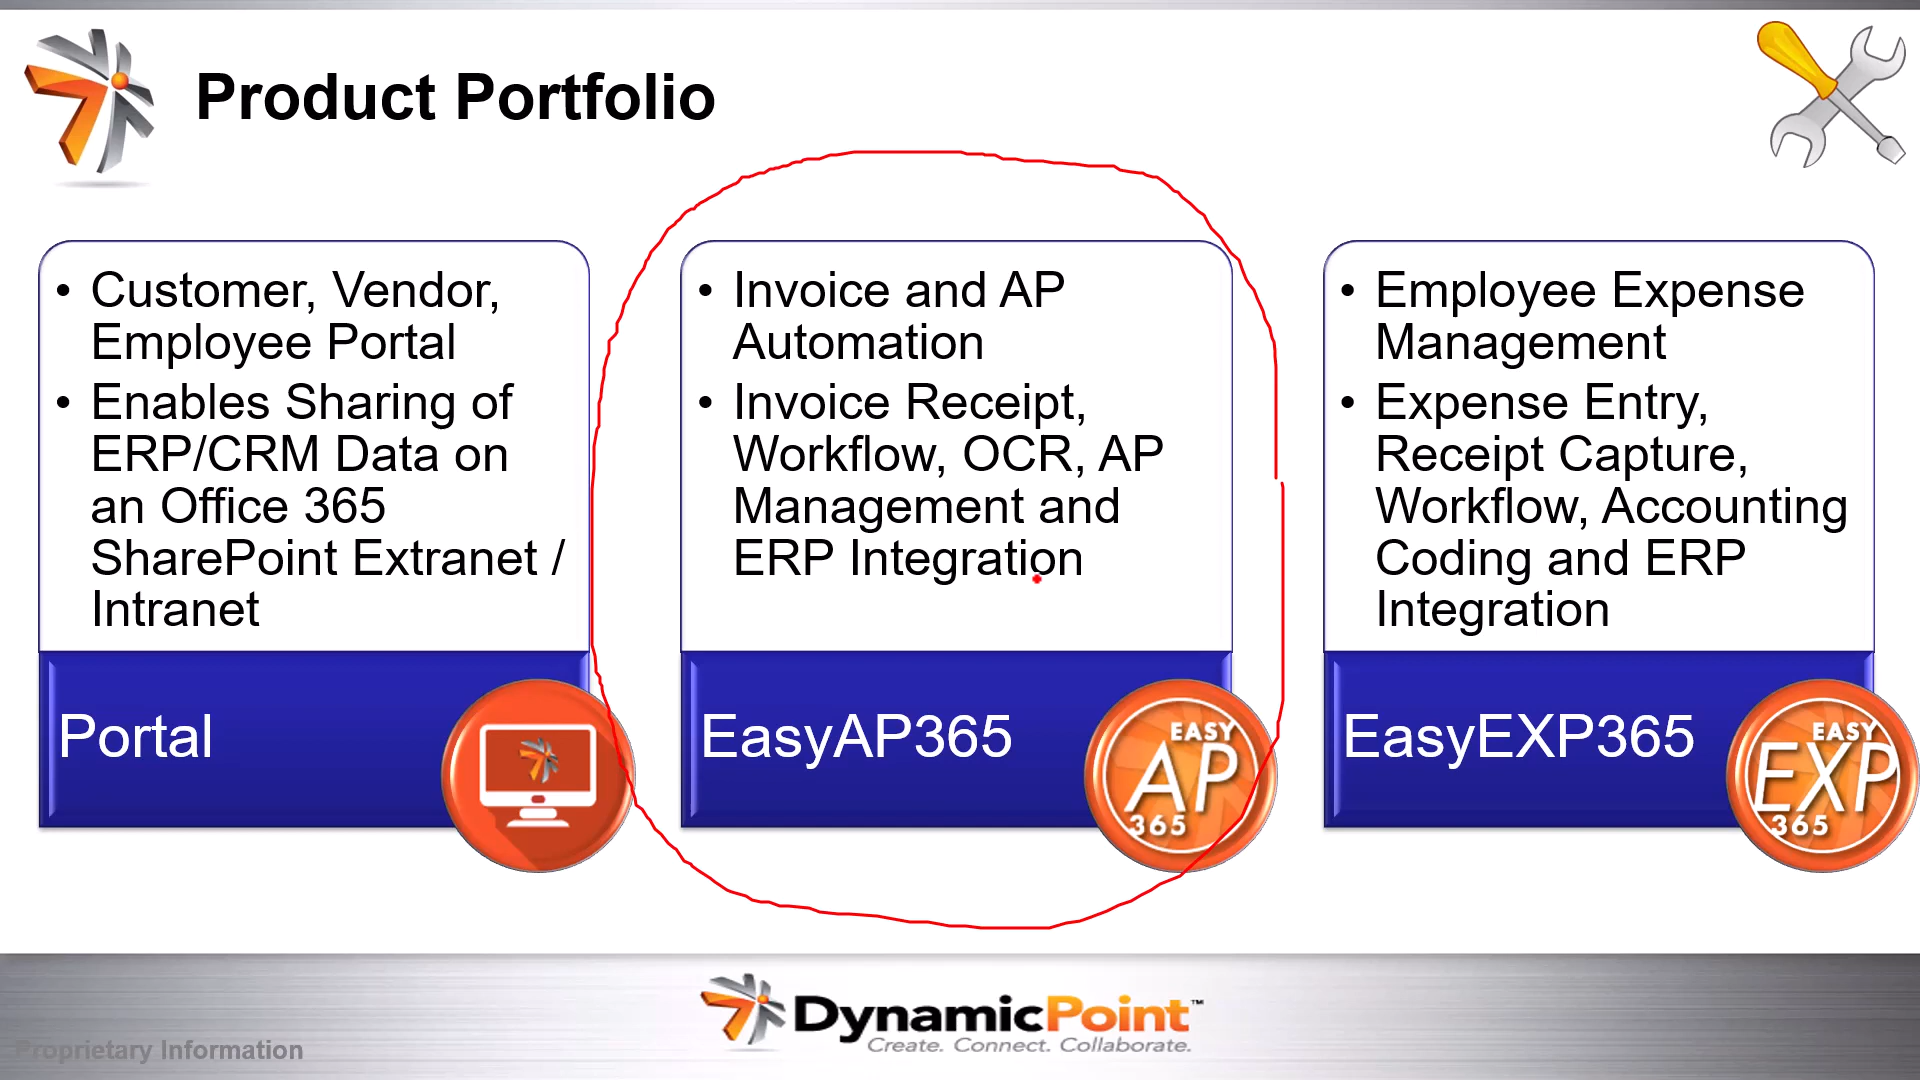 Product Portfolio
• Customer, Vendor,
Employee Portal
• Enables Sharing of
ERP/CRM Data on
an Office 365
SharePoint Extranet /
Intranet
Portal
• Invoice and AP
Automation
• Invoice Receipt,
Workflow, OCR, AP
Management and
ERP Integration
EasyAP365
EASY
AP
365
• Employee Expense
Management
• Expense Entry,
Receipt Capture,
Workflow, Accounting
Coding and ERP
Integration
EasyEXP365
EASY
EXP
365
DynamicPoint™
Create. Connect. Collaborate.
Proprietary Information